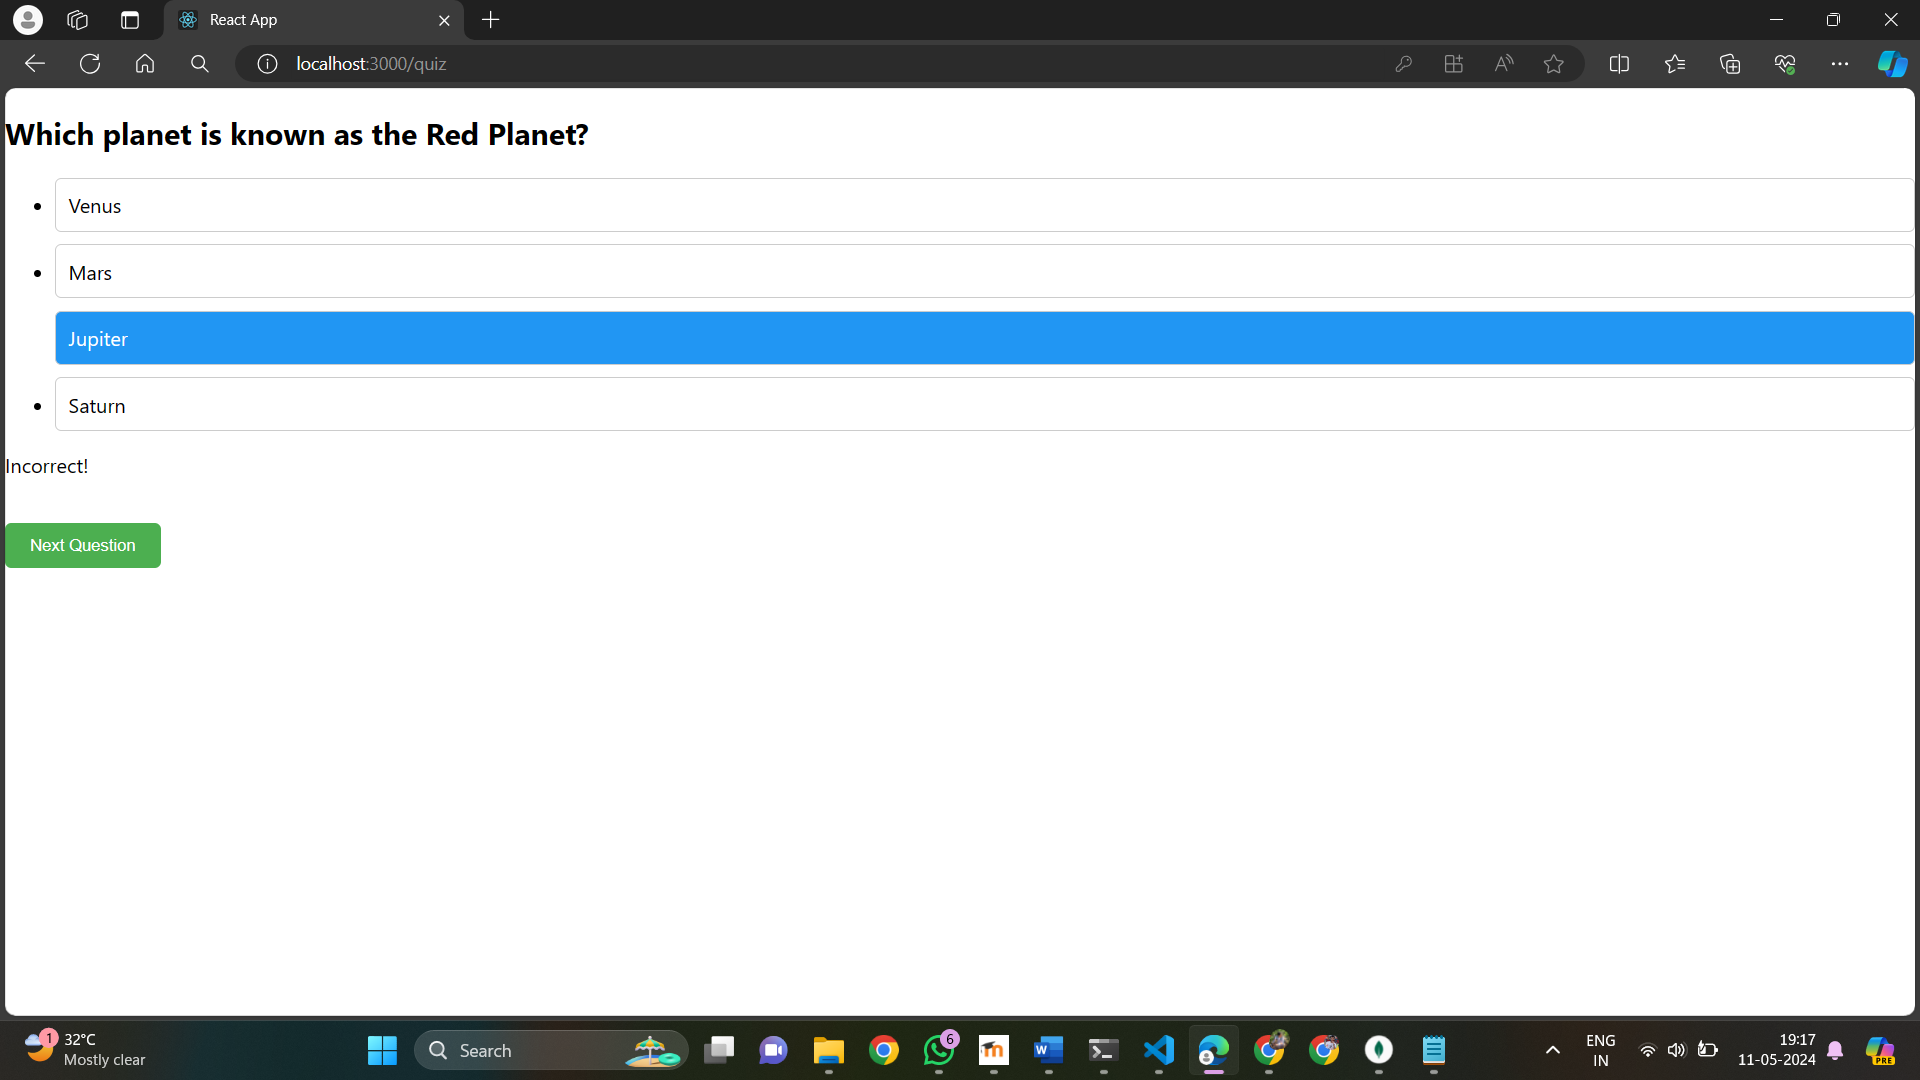 React App
localhost:3000/quiz
Which planet is known as the Red Planet?
Venus
Mars
Jupiter
Saturn
Incorrect!
Next Question
1
32°C
Mostly clear
Search
6
ENG
IN
19:17
11-05-2024
PRE